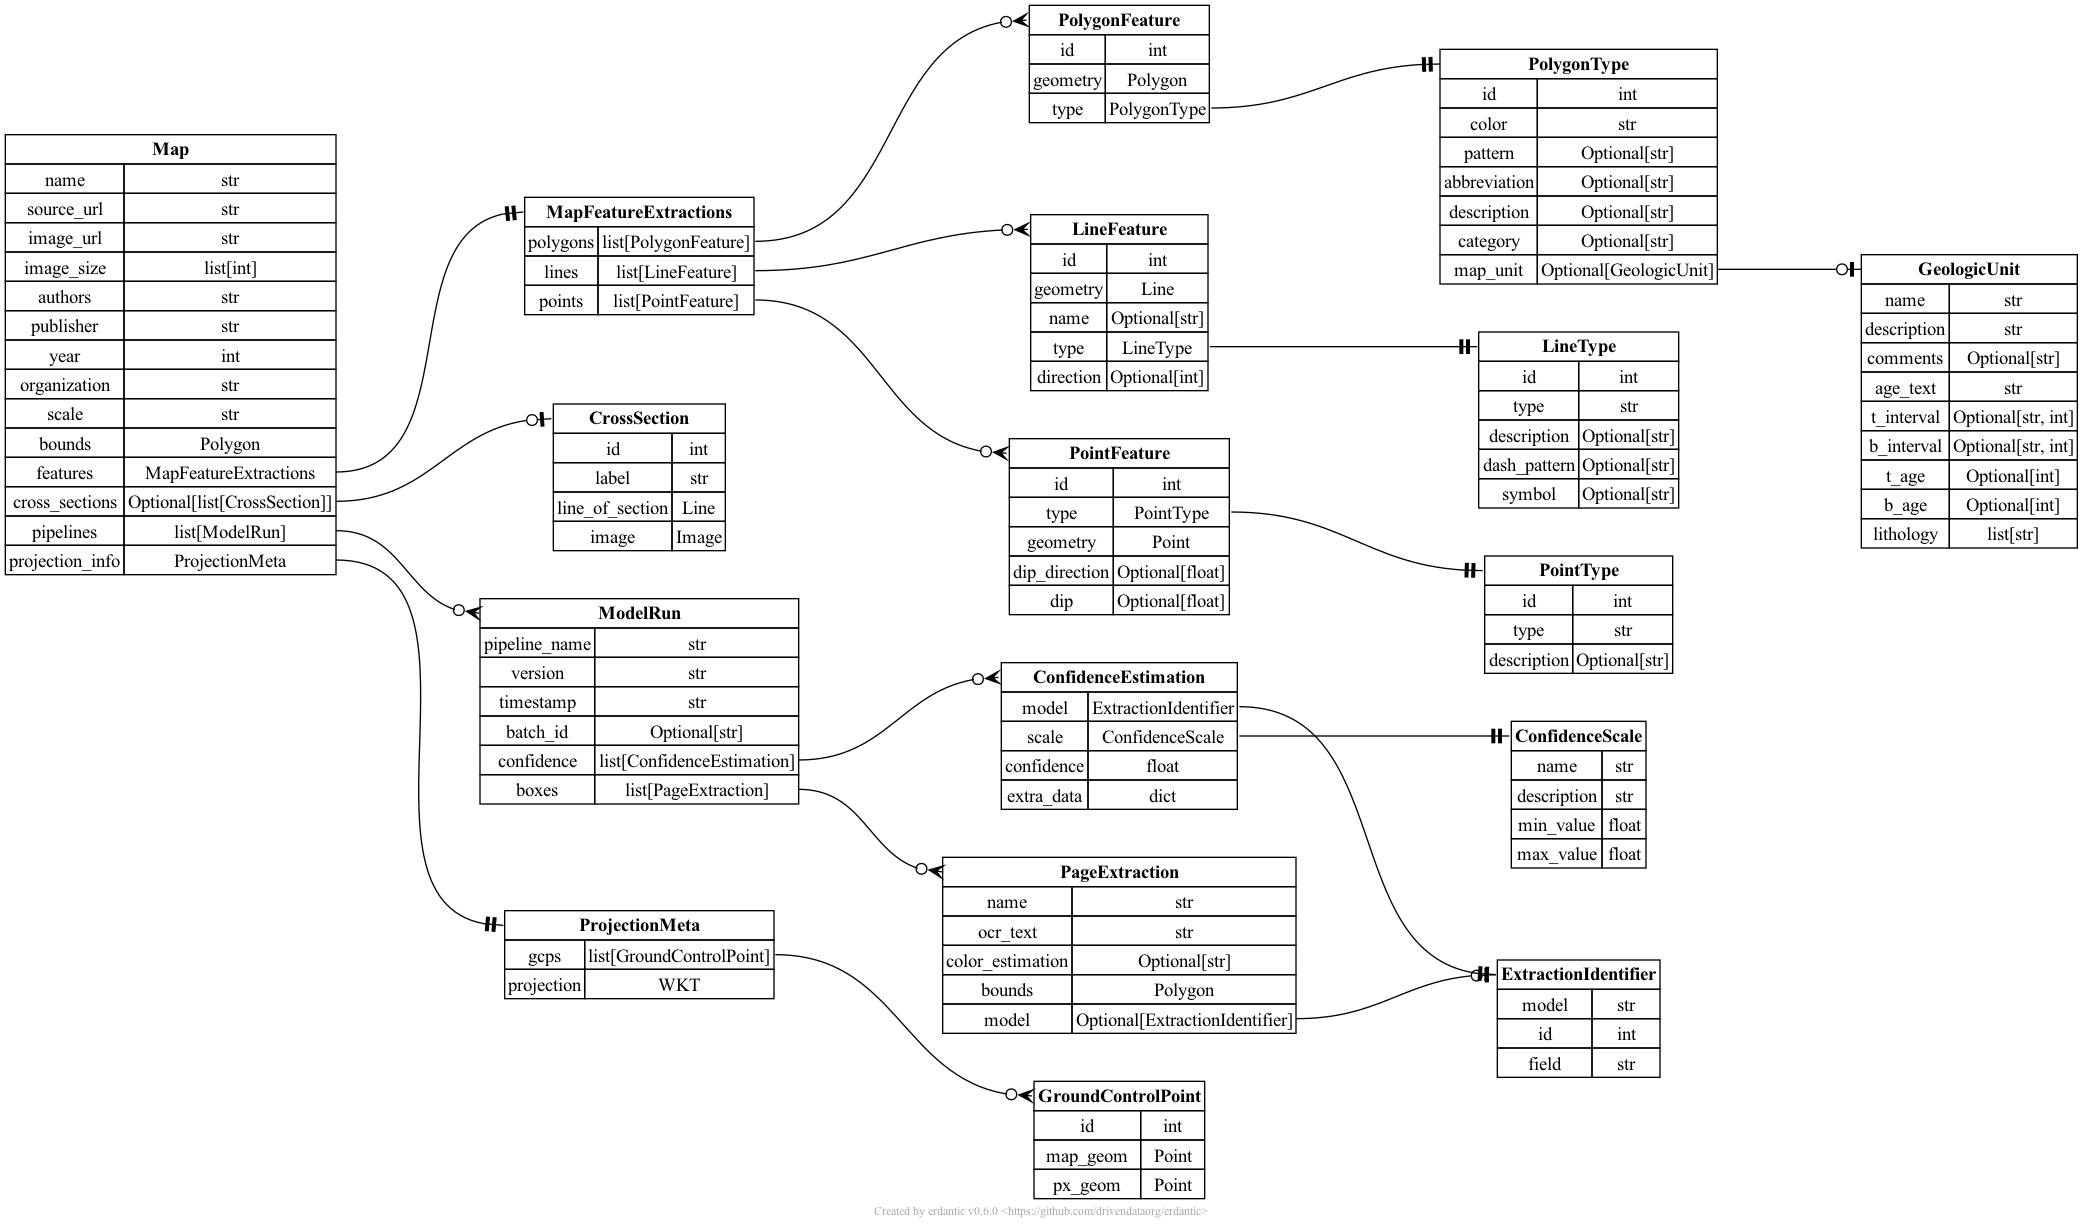 Map
name str
source_url str
image_url str
image_size list[int]
authors str
publisher str
year int
organization str
scale str
bounds Polygon
features MapFeatureExtractions
cross_sections Optional[list[CrossSection]]
pipelines list[ModelRun]
projection_info ProjectionMeta
MapFeatureExtractions
polygons list[PolygonFeature]
lines list[LineFeature]
points list[PointFeature]
CrossSection
id int
label str
line_of_section Line
image Image
ModelRun
pipeline_name str
version str
timestamp str
batch_id Optional[str]
confidence list[ConfidenceEstimation]
boxes list[PageExtraction]
ProjectionMeta
gcps list[GroundControlPoint]
projection WKT
PolygonFeature
id int
geometry Polygon
type PolygonType
LineFeature
id int
geometry Line
name Optional[str]
type LineType
direction Optional[int]
PointFeature
id int
type PointType
geometry Point
dip_direction Optional[float]
dip Optional[float]
ConfidenceEstimation
model ExtractionIdentifier
scale ConfidenceScale
confidence float
extra_data dict
PageExtraction
name str
ocr_text str
color_estimation Optional[str]
bounds Polygon
model Optional[ExtractionIdentifier]
GroundControlPoint
id int
map_geom Point
px_geom Point
PolygonType
id int
color str
pattern Optional[str]
abbreviation Optional[str]
description Optional[str]
category Optional[str]
map_unit Optional[GeologicUnit]
LineType
id int
type str
description Optional[str]
dash_pattern Optional[str]
symbol Optional[str]
PointType
id int
type str
description Optional[str]
ConfidenceScale
name str
description str
min_value float
max_value float
ExtractionIdentifier
model str
id int
field str
GeologicUnit
name str
description str
comments Optional[str]
age_text str
t_interval Optional[str, int]
b_interval Optional[str, int]
t_age Optional[int]
b_age Optional[int]
lithology list[str]
Created by erdantic v0.6.0 <https://github.com/drivendataorg/erdantic>